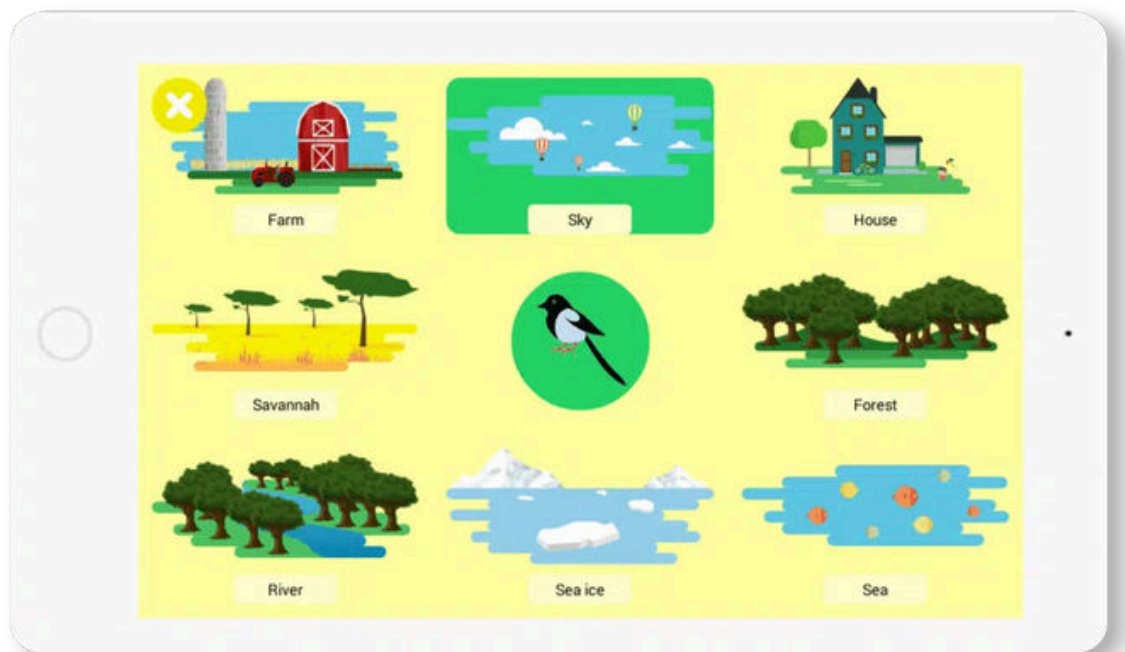 Farm
Sky
House
Savannah
Forest
River
Sea ice
Sea